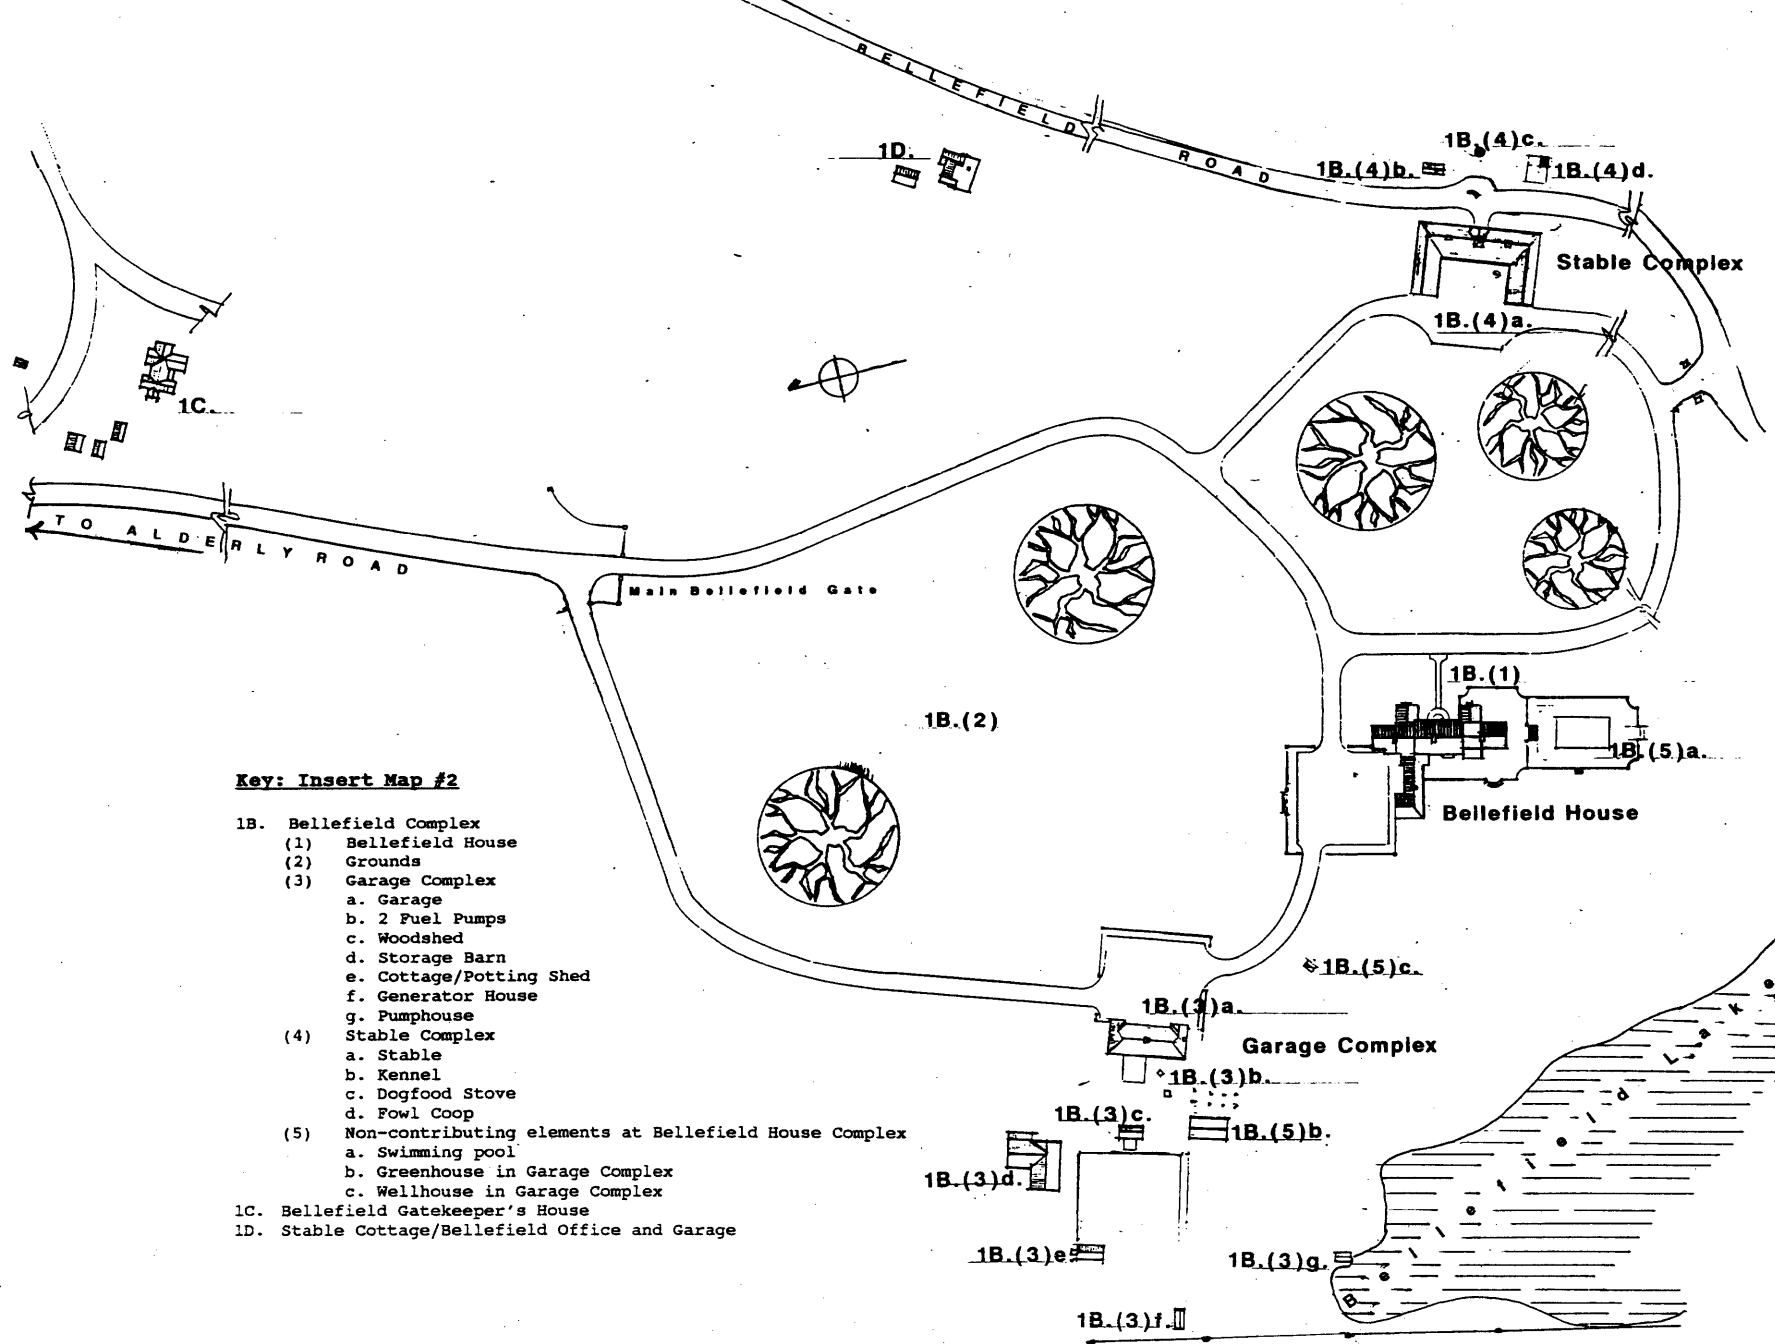 BELLEFIELD ROAD
1D.
1B.(4)c.
1B.(4)b.
1B.(4)d.
Stable Complex
1B.(4)a.
1C.
TO ALDERLY ROAD
Main Bellefield Gate
1B.(1)
1B.(2)
1B.(5)a.
Bellefield House
Key: Insert Map #2
1B. Bellefield Complex
(1) Bellefield House
(2) Grounds
(3) Garage Complex
a. Garage
b. 2 Fuel Pumps
c. Woodshed
d. Storage Barn
e. Cottage/Potting Shed
f. Generator House
g. Pumphouse
(4) Stable Complex
a. Stable
b. Kennel
c. Dogfood Stove
d. Fowl Coop
(5) Non-contributing elements at Bellefield House Complex
a. Swimming pool
b. Greenhouse in Garage Complex
c. Wellhouse in Garage Complex
1C. Bellefield Gatekeeper's House
1D. Stable Cottage/Bellefield Office and Garage
1B.(5)c.
1B.(3)a.
Garage Complex
1B.(3)b.
1B.(3)c.
1B.(5)b.
1B.(3)d.
1B.(3)e
1B.(3)g.
1B.(3)f.
Bellefield Lake